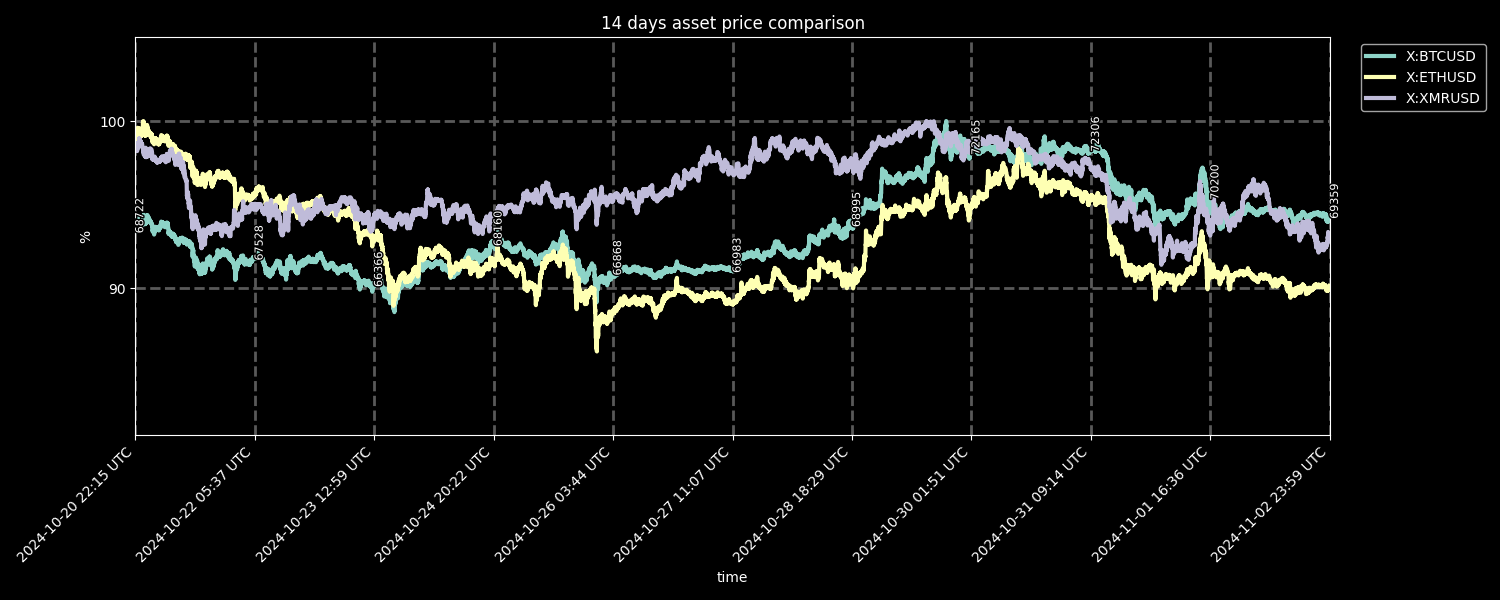 14 days asset price comparison
X:BTCUSD
X:ETHUSD
X:XMRUSD
100
90
%
68722
67528
66366
68160
66868
66983
68995
72165
72306
70200
69359
2024-10-20 22:15 UTC
2024-10-22 05:37 UTC
2024-10-23 12:59 UTC
2024-10-24 20:22 UTC
2024-10-26 03:44 UTC
2024-10-27 11:07 UTC
2024-10-28 18:29 UTC
2024-10-30 01:51 UTC
2024-10-31 09:14 UTC
2024-11-01 16:36 UTC
2024-11-02 23:59 UTC
time